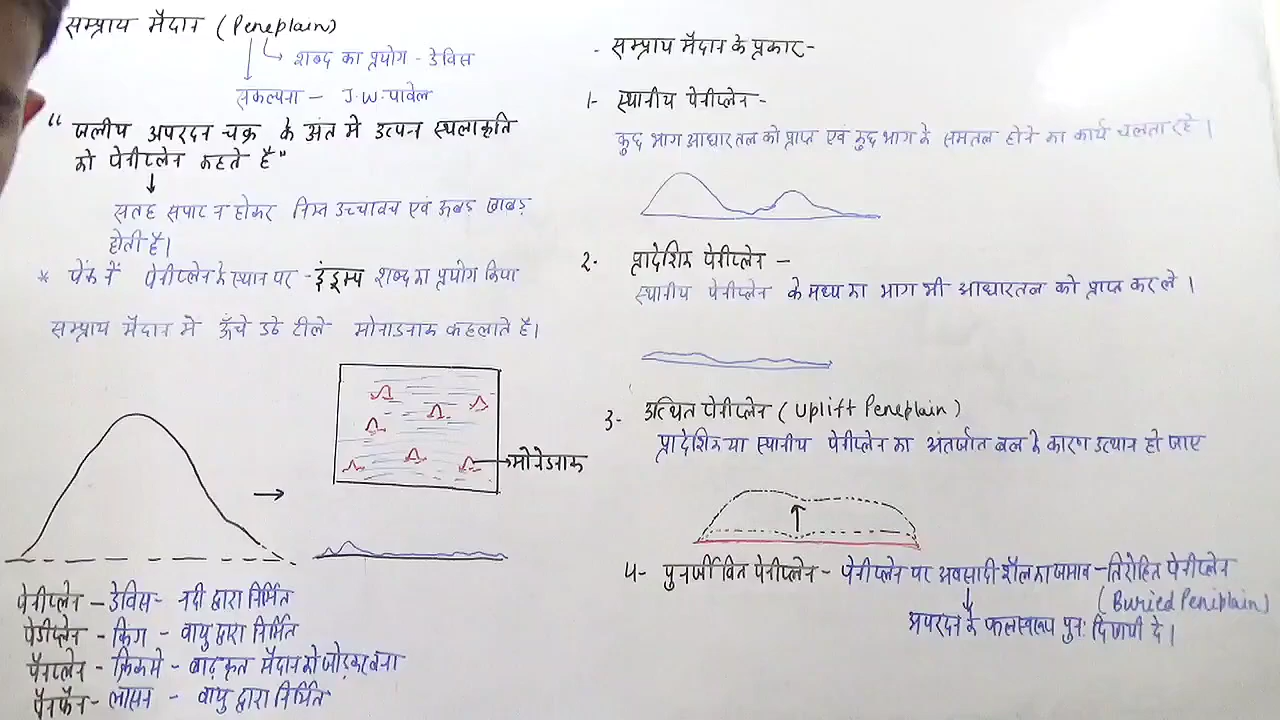 सम्प्राय मैदान (Peneplain)
शब्द का प्रयोग - डेविस
सकल्पना - J.W. पावेल
“ जलीय अपरदन चक्र के अंत मे उत्पन स्थलाकृति
को पेनीप्लेन कहते है"
सतह सपाट न होकर निम्न उच्चावच एवं ऊबड़ खाबड़
होती है।
* पेंक नें पेनीप्लेन के स्थान पर - इंड्रम्प शब्द का प्रयोग किया
सम्प्राय मैदान मे ऊँचे उठे टीले मोनाडनाक कहलाते है।
मोनेडनाक
पेनीप्लेन - डेविस - नदी द्वारा निर्मित
पेडीप्लेन - किंग - वायु द्वारा निर्मित
पैनप्लेन - क्रिकमे - बाढ़ कृत मैदान को जोड़कर बना
पैनफैन - लासन - वायु द्वारा निर्मित
- सम्प्राय मैदान के प्रकार -
1- स्थानीय पेनीप्लेन -
कुछ भाग आधारतल को प्राप्त एवं कुछ भाग के समतल होने का कार्य चलता रहे।
2- प्रादेशिक पेनीप्लेन -
स्थानीय पेनीप्लेन के मध्य का भाग भी आधारतल को प्राप्त कर ले।
3- उत्थित पेनीप्लेन (Uplift Peneplain)
प्रादेशिक या स्थानीय पेनीप्लेन का अंतर्जात बल के कारण उत्थान हो जाए
4- पुनर्जीवित पेनीप्लेन - पेनीप्लेन पर अवसादी शैल का जमाव - तिरोहित पेनीप्लेन
(Buried Peniplain)
अपरदन के फलस्वरूप पुनः दिखायी दे।